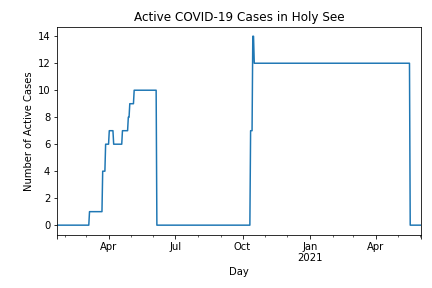 Active COVID-19 Cases in Holy See
14
12
10
8
6
4
2
0
Number of Active Cases
Apr Jul Oct Jan Apr
2021
Day